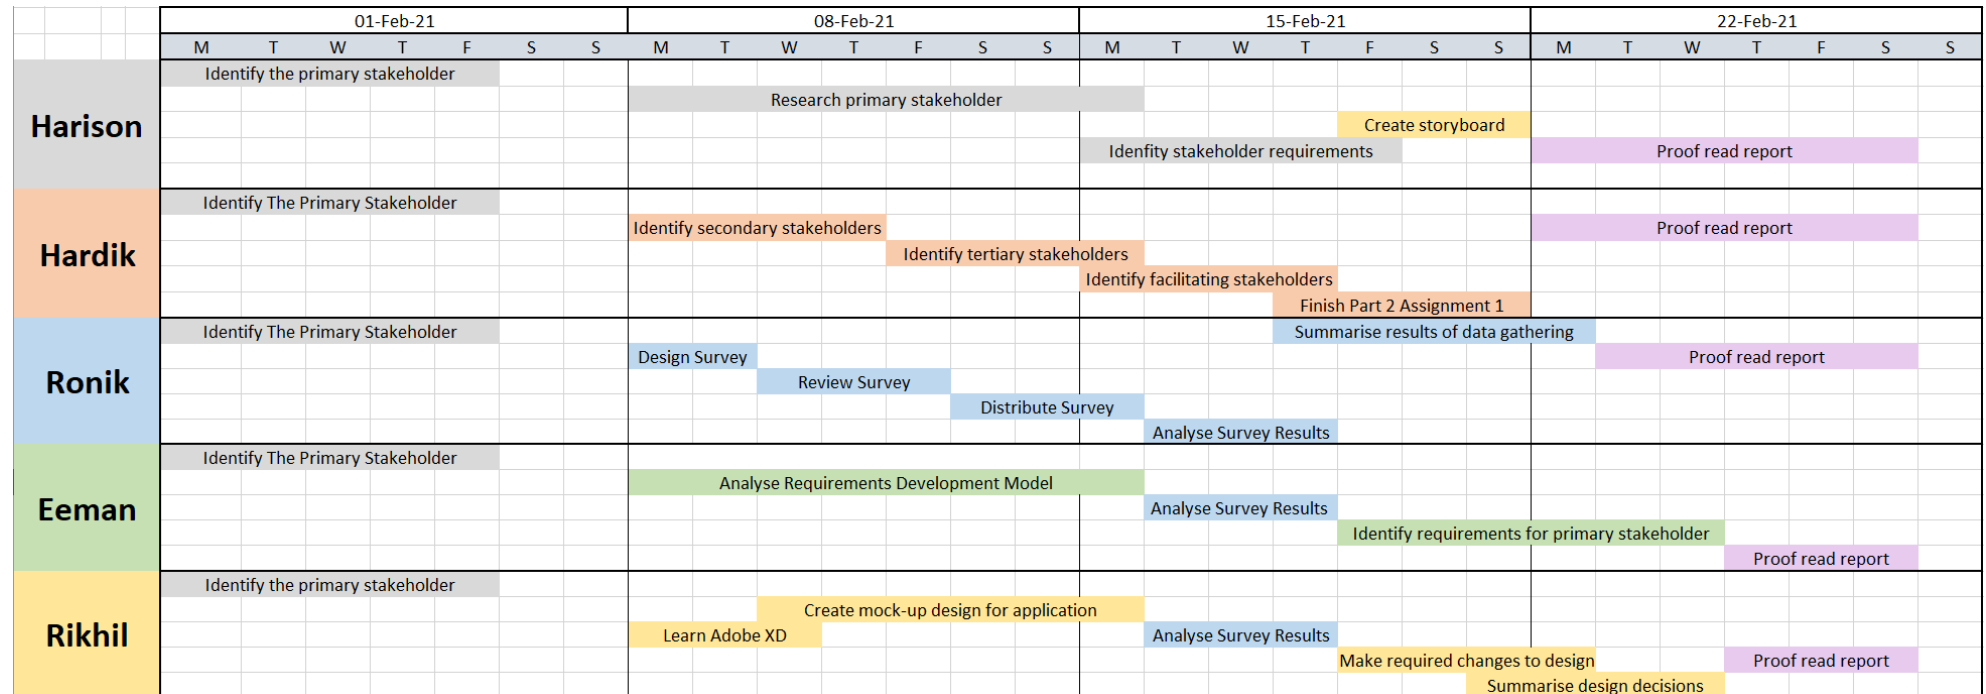 01-Feb-21 08-Feb-21 15-Feb-21 22-Feb-21
M T W T F S S M T W T F S S M T W T F S S M T W T F S S
Identify the primary stakeholder
Research primary stakeholder
Harison
Create storyboard
Idenfity stakeholder requirements Proof read report
Identify The Primary Stakeholder
Identify secondary stakeholders Proof read report
Hardik
Identify tertiary stakeholders
Identify facilitating stakeholders
Finish Part 2 Assignment 1
Identify The Primary Stakeholder Summarise results of data gathering
Design Survey Proof read report
Ronik
Review Survey
Distribute Survey
Analyse Survey Results
Identify The Primary Stakeholder
Analyse Requirements Development Model
Eeman
Analyse Survey Results
Identify requirements for primary stakeholder
Proof read report
Identify the primary stakeholder
Create mock-up design for application
Rikhil
Learn Adobe XD Analyse Survey Results
Make required changes to design Proof read report
Summarise design decisions